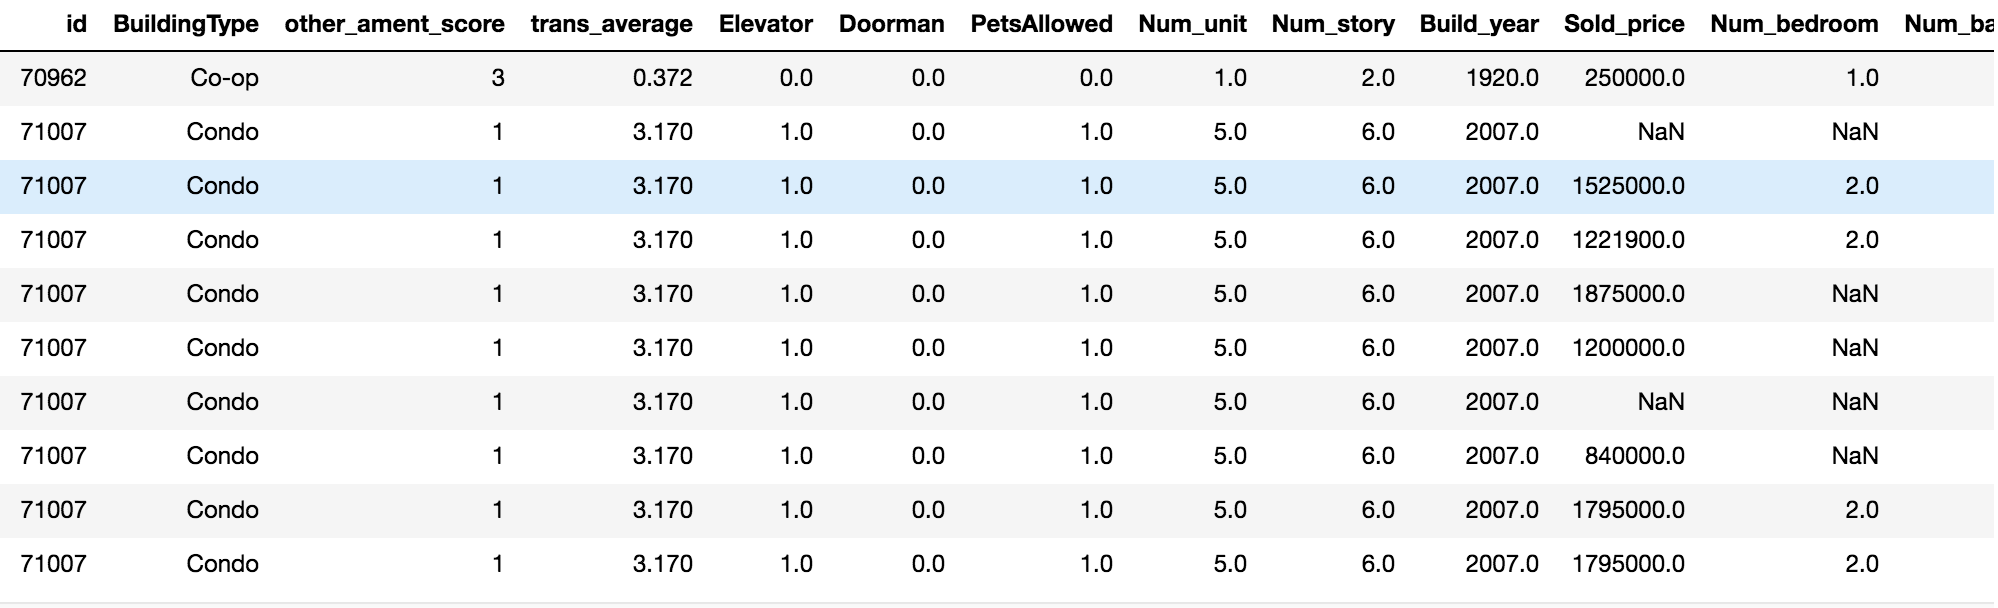 id BuildingType other_ament_score trans_average Elevator Doorman PetsAllowed Num_unit Num_story Build_year Sold_price Num_bedroom Num_ba
70962 Co-op 3 0.372 0.0 0.0 0.0 1.0 2.0 1920.0 250000.0 1.0
71007 Condo 1 3.170 1.0 0.0 1.0 5.0 6.0 2007.0 NaN NaN
71007 Condo 1 3.170 1.0 0.0 1.0 5.0 6.0 2007.0 1525000.0 2.0
71007 Condo 1 3.170 1.0 0.0 1.0 5.0 6.0 2007.0 1221900.0 2.0
71007 Condo 1 3.170 1.0 0.0 1.0 5.0 6.0 2007.0 1875000.0 NaN
71007 Condo 1 3.170 1.0 0.0 1.0 5.0 6.0 2007.0 1200000.0 NaN
71007 Condo 1 3.170 1.0 0.0 1.0 5.0 6.0 2007.0 NaN NaN
71007 Condo 1 3.170 1.0 0.0 1.0 5.0 6.0 2007.0 840000.0 NaN
71007 Condo 1 3.170 1.0 0.0 1.0 5.0 6.0 2007.0 1795000.0 2.0
71007 Condo 1 3.170 1.0 0.0 1.0 5.0 6.0 2007.0 1795000.0 2.0